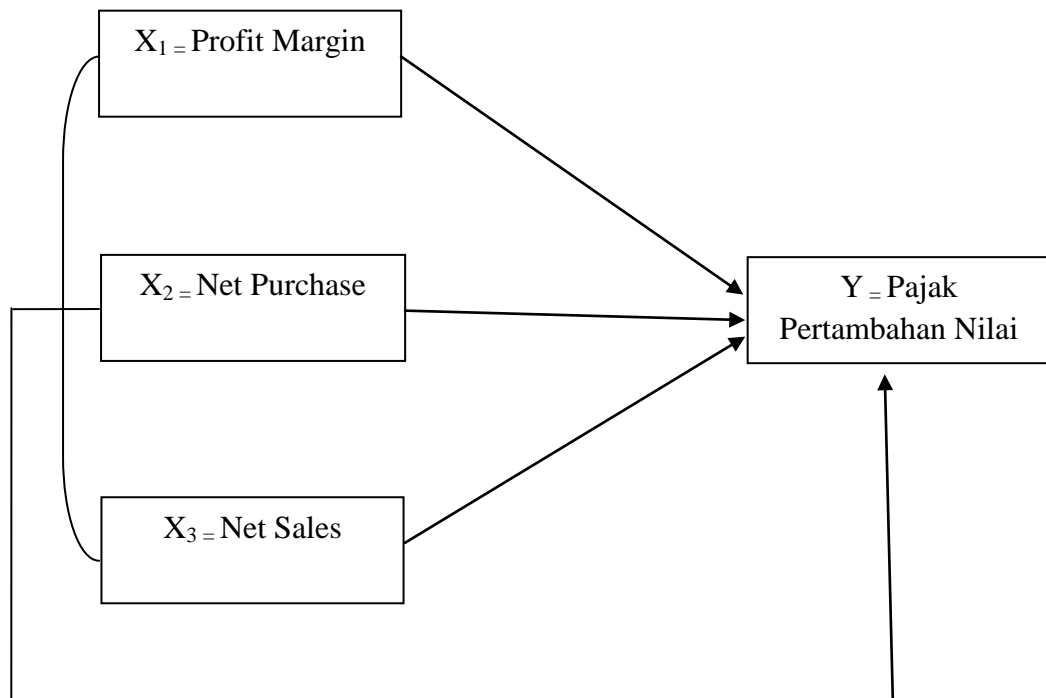 X₁ = Profit Margin
X₂ = Net Purchase
Y = Pajak
Pertambahan Nilai
X₃ = Net Sales